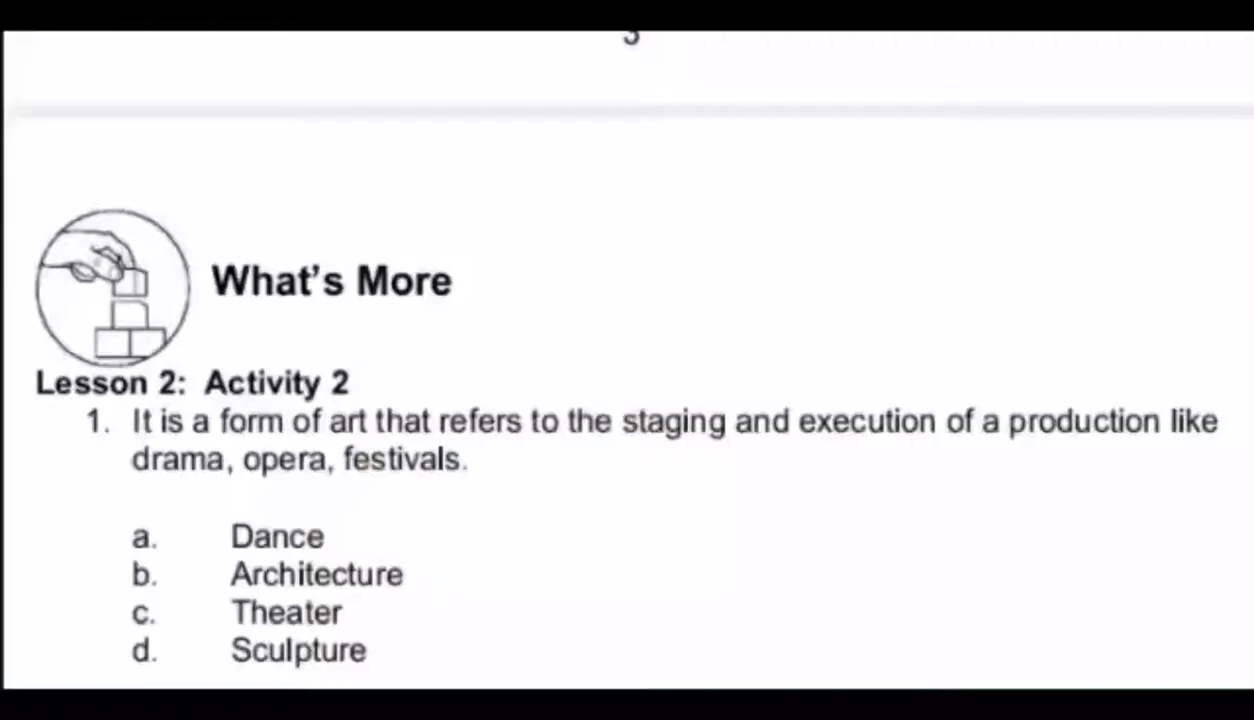 3
What's More
Lesson 2: Activity 2
1. It is a form of art that refers to the staging and execution of a production like
drama, opera, festivals.
a. Dance
b. Architecture
c. Theater
d. Sculpture